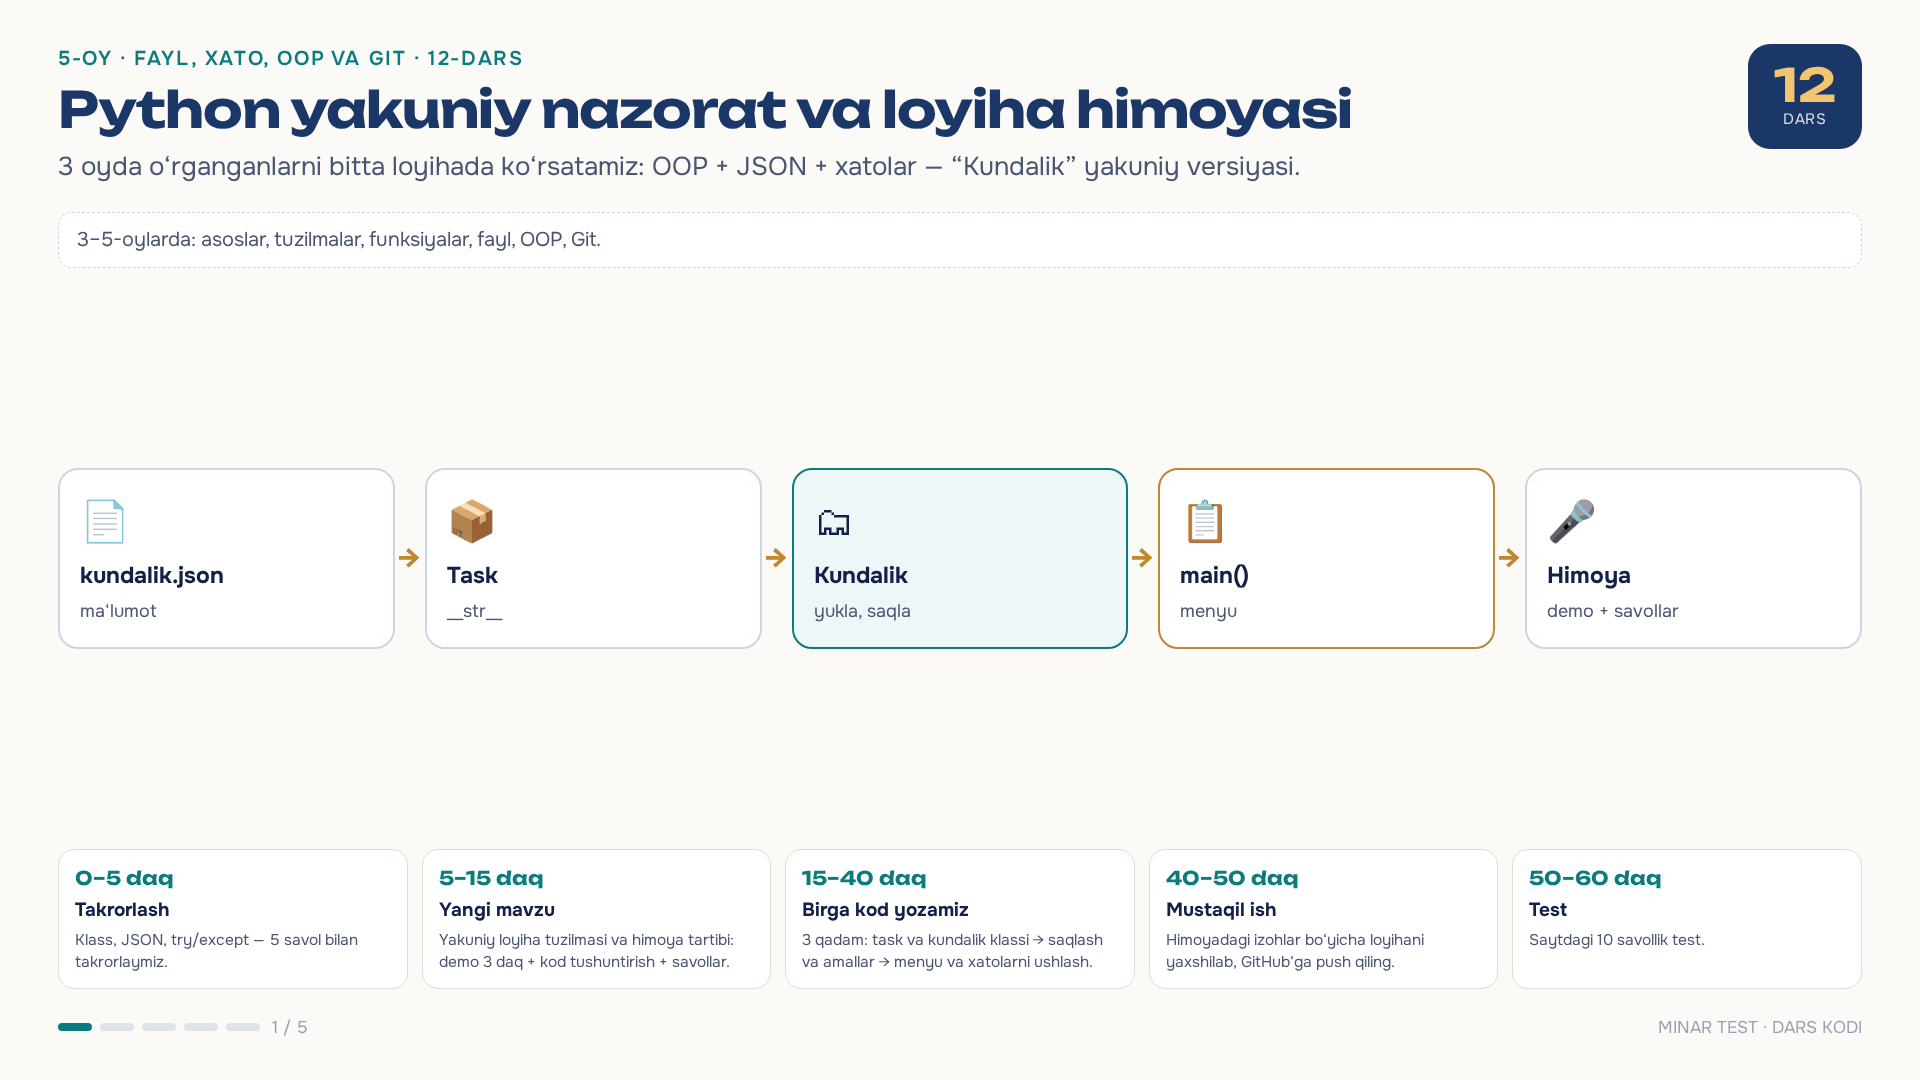 5-OY · FAYL, XATO, OOP VA GIT · 12-DARS
Python yakuniy nazorat va loyiha himoyasi
3 oyda o‘rganganlarni bitta loyihada ko‘rsatamiz: OOP + JSON + xatolar — “Kundalik” yakuniy versiyasi.
12
DARS
3–5-oylarda: asoslar, tuzilmalar, funksiyalar, fayl, OOP, Git.
kundalik.json
ma‘lumot
→
Task
__str__
→
Kundalik
yukla, saqla
→
main()
menyu
→
Himoya
demo + savollar
0–5 daq
Takrorlash
Klass, JSON, try/except — 5 savol bilan
takrorlaymiz.
5–15 daq
Yangi mavzu
Yakuniy loyiha tuzilmasi va himoya tartibi:
demo 3 daq + kod tushuntirish + savollar.
15–40 daq
Birga kod yozamiz
3 qadam: task va kundalik klassi → saqlash
va amallar → menyu va xatolarni ushlash.
40–50 daq
Mustaqil ish
Himoyadagi izohlar bo‘yicha loyihani
yaxshilab, GitHub‘ga push qiling.
50–60 daq
Test
Saytdagi 10 savollik test.
1 / 5
MINAR TEST · DARS KODI